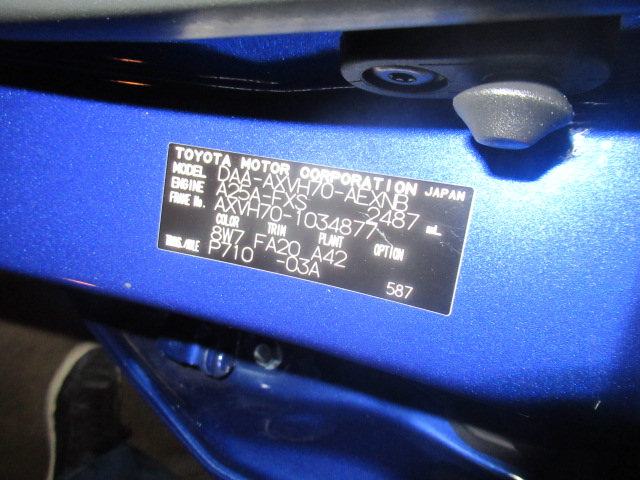 TOYOTA MOTOR CORPORATION JAPAN
MODEL DAA-AXVH70-AEXNB
ENGINE A25A-FXS 2487 mL
FRAME No. AXVH70-1034877
COLOR TRIM PLANT OPTION
8W7 FA20 A42
TRANS./AXLE P710 -03A
587